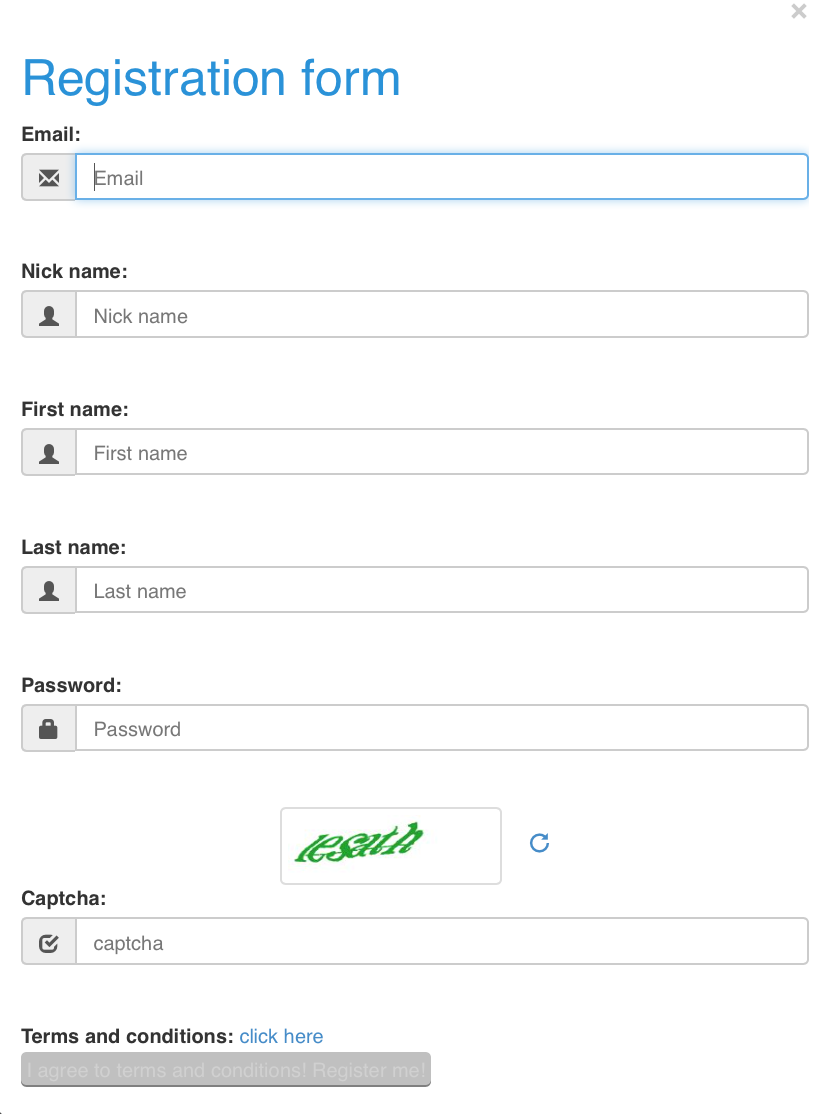 ×
Registration form
Email:
Email
Nick name:
Nick name
First name:
First name
Last name:
Last name
Password:
Password
Captcha:
captcha
Terms and conditions: click here
I agree to terms and conditions! Register me!